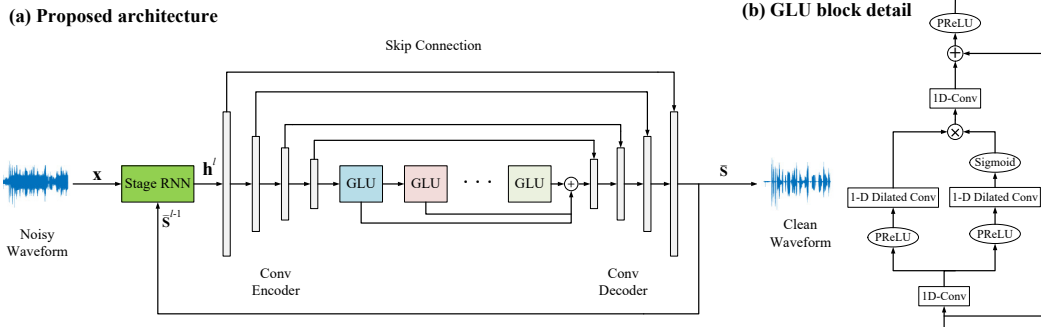 (a) Proposed architecture
Skip Connection
x
Stage RNN
h^l
s̄^{l-1}
Noisy
Waveform
GLU
GLU
· · ·
GLU
+
Conv
Encoder
Conv
Decoder
s̄
Clean
Waveform
(b) GLU block detail
PReLU
+
1D-Conv
×
Sigmoid
1-D Dilated Conv
1-D Dilated Conv
PReLU
PReLU
1D-Conv